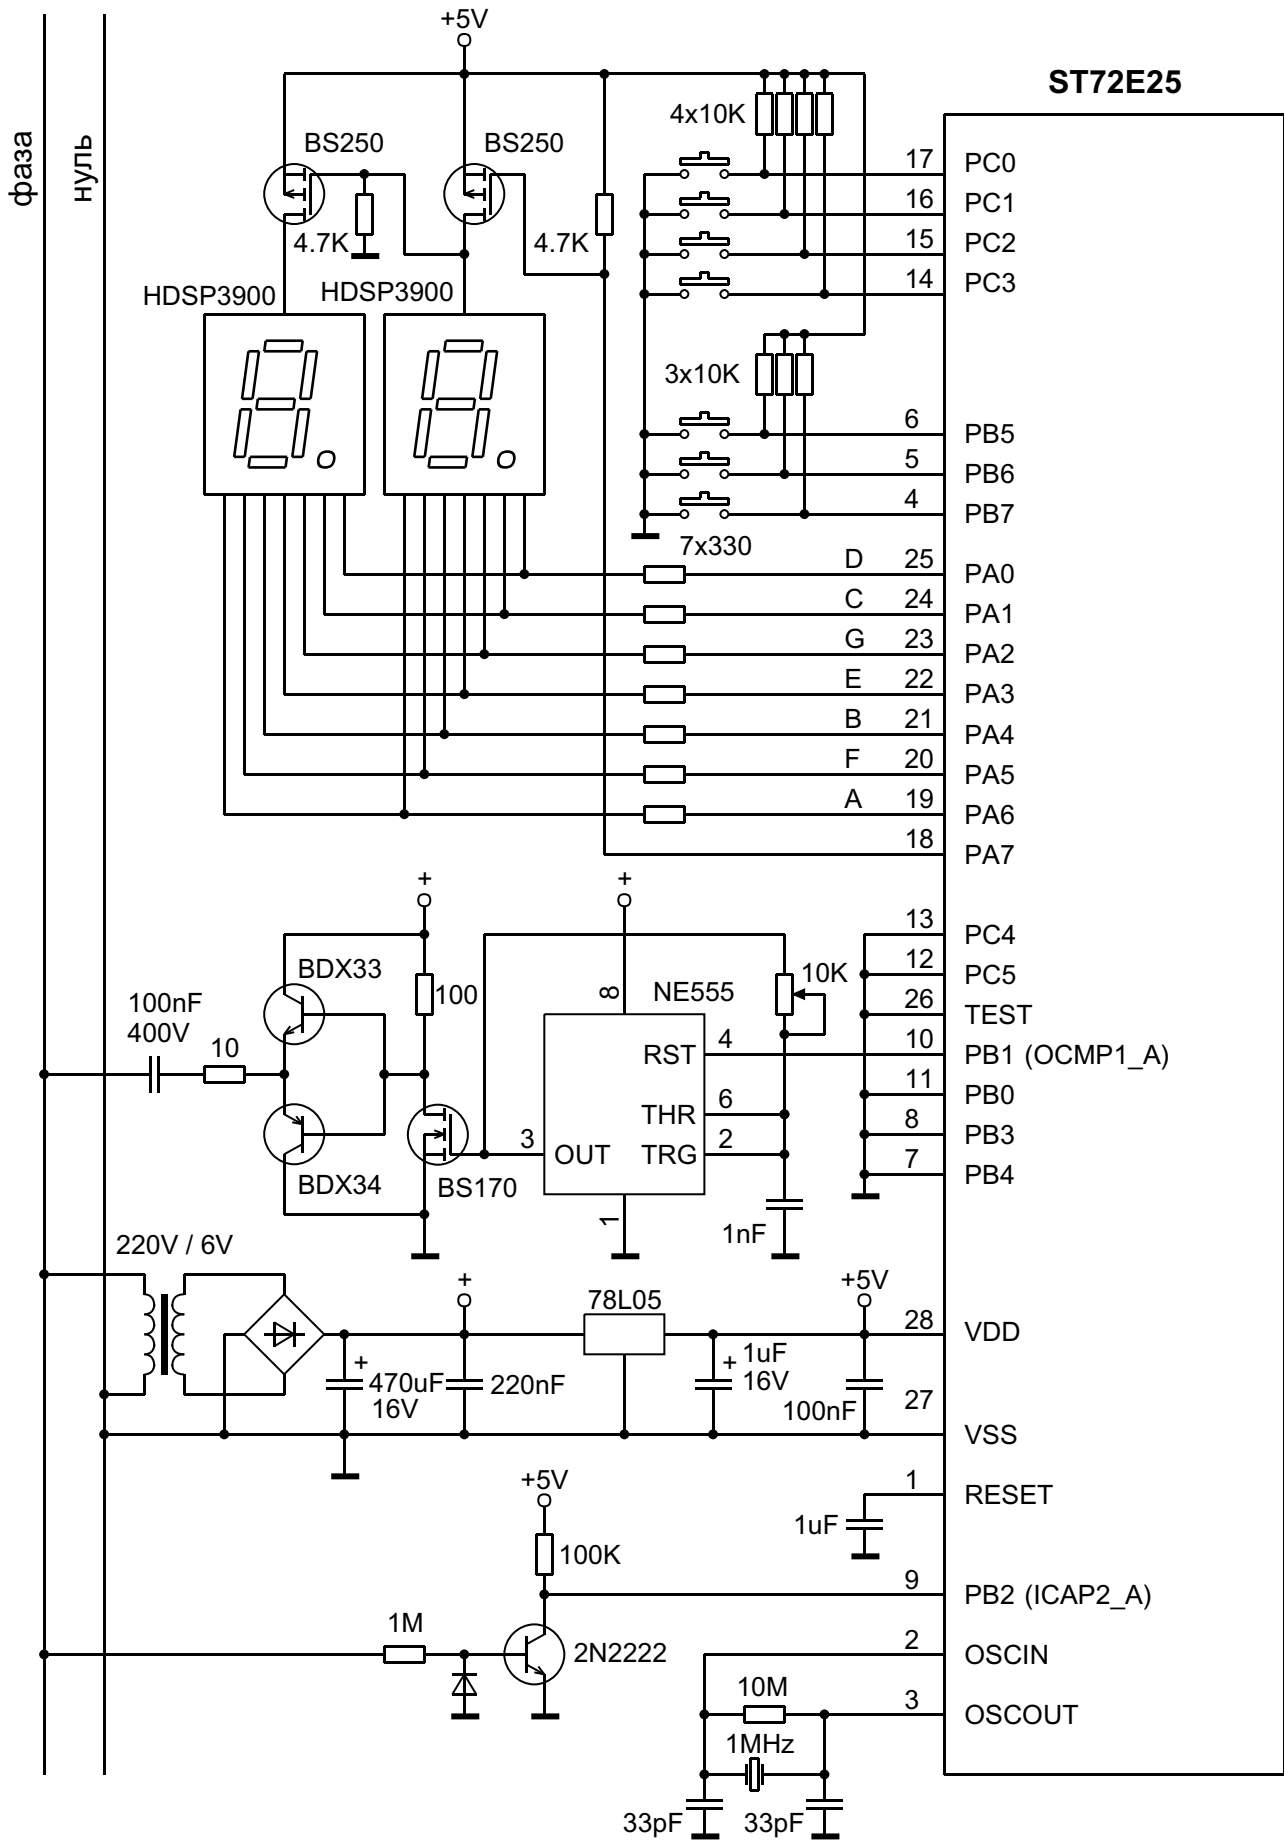 +5V
ST72E25
фаза
нуль
BS250
BS250
4x10K
17 PC0
16 PC1
15 PC2
14 PC3
4.7K
4.7K
HDSP3900
HDSP3900
3x10K
6 PB5
5 PB6
4 PB7
7x330
D 25 PA0
C 24 PA1
G 23 PA2
E 22 PA3
B 21 PA4
F 20 PA5
A 19 PA6
18 PA7
+
+
13 PC4
12 PC5
26 TEST
10 PB1 (OCMP1_A)
11 PB0
8 PB3
7 PB4
BDX33
100
100nF
400V
10
BDX34
BS170
NE555
10K
8
RST 4
THR 6
3 OUT
TRG 2
1
1nF
220V / 6V
+
78L05
+5V
28 VDD
+
470uF
16V
220nF
+
1uF
16V
100nF
27
VSS
+5V
1 RESET
1uF
100K
9 PB2 (ICAP2_A)
1M
2N2222
2 OSCIN
10M
3 OSCOUT
1MHz
33pF
33pF